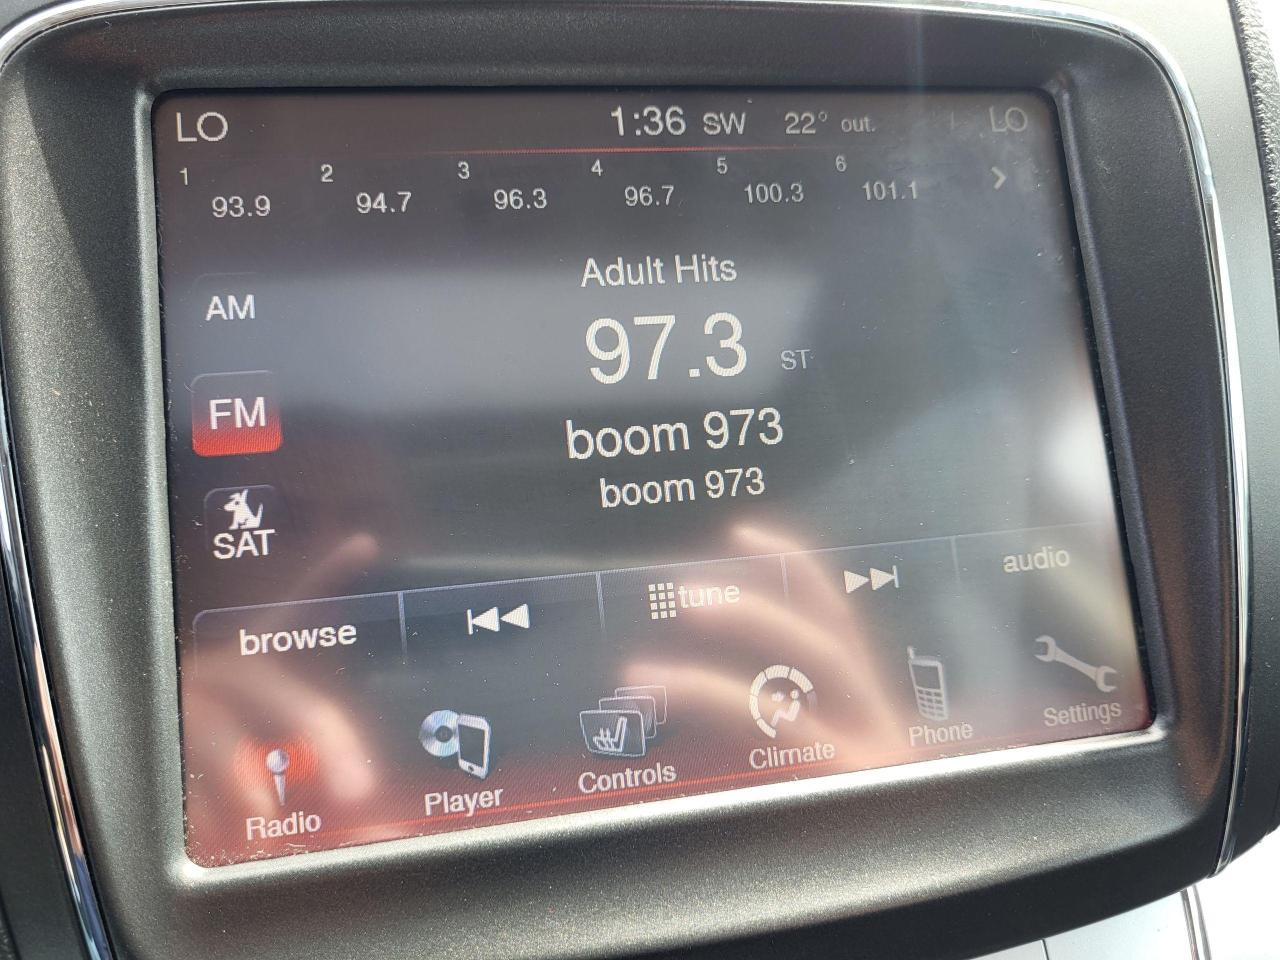 LO 1:36 SW 22° out. LO
1 93.9 2 94.7 3 96.3 4 96.7 5 100.3 6 101.1 >
Adult Hits
AM
97.3 ST
FM
boom 973
boom 973
SAT
browse tune audio
Radio Player Controls Climate Phone Settings